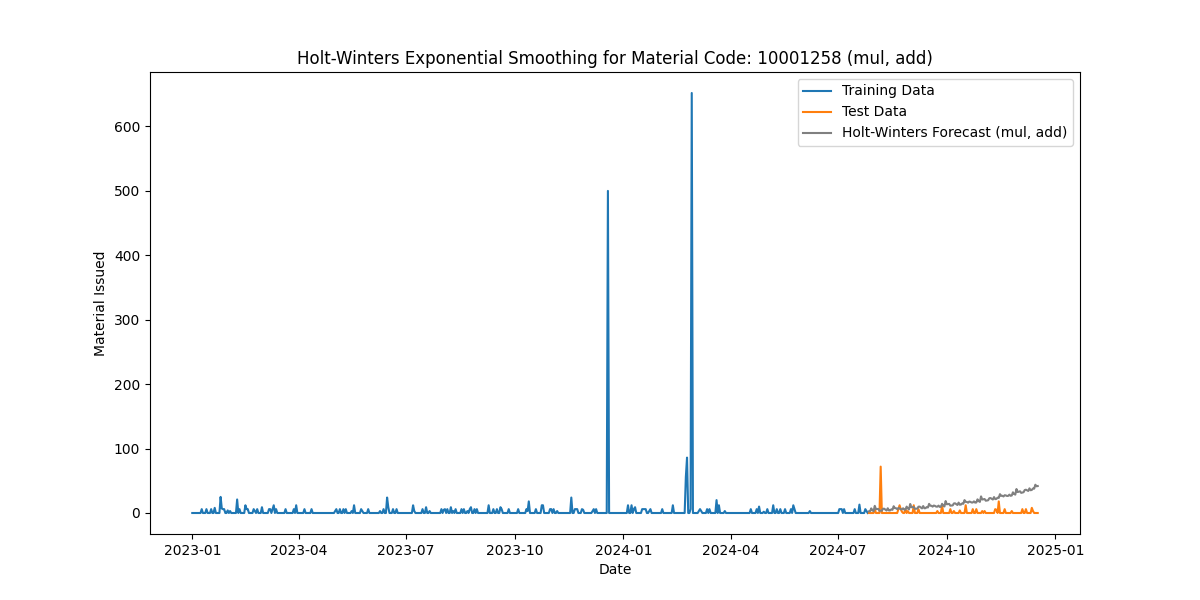 Holt-Winters Exponential Smoothing for Material Code: 10001258 (mul, add)
Training Data
Test Data
Holt-Winters Forecast (mul, add)
Material Issued
600
500
400
300
200
100
0
2023-01
2023-04
2023-07
2023-10
2024-01
2024-04
2024-07
2024-10
2025-01
Date